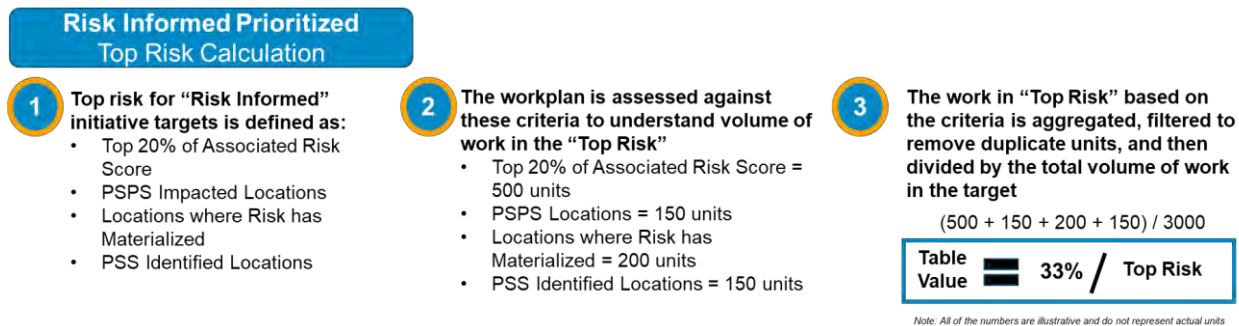 Risk Informed Prioritized
Top Risk Calculation
1
Top risk for “Risk Informed”
initiative targets is defined as:
• Top 20% of Associated Risk
Score
• PSPS Impacted Locations
• Locations where Risk has
Materialized
• PSS Identified Locations
2
The workplan is assessed against
these criteria to understand volume of
work in the “Top Risk”
• Top 20% of Associated Risk Score =
500 units
• PSPS Locations = 150 units
• Locations where Risk has
Materialized = 200 units
• PSS Identified Locations = 150 units
3
The work in “Top Risk” based on
the criteria is aggregated, filtered to
remove duplicate units, and then
divided by the total volume of work
in the target
(500 + 150 + 200 + 150) / 3000
Table
Value = 33% / Top Risk
Note: All of the numbers are illustrative and do not represent actual units